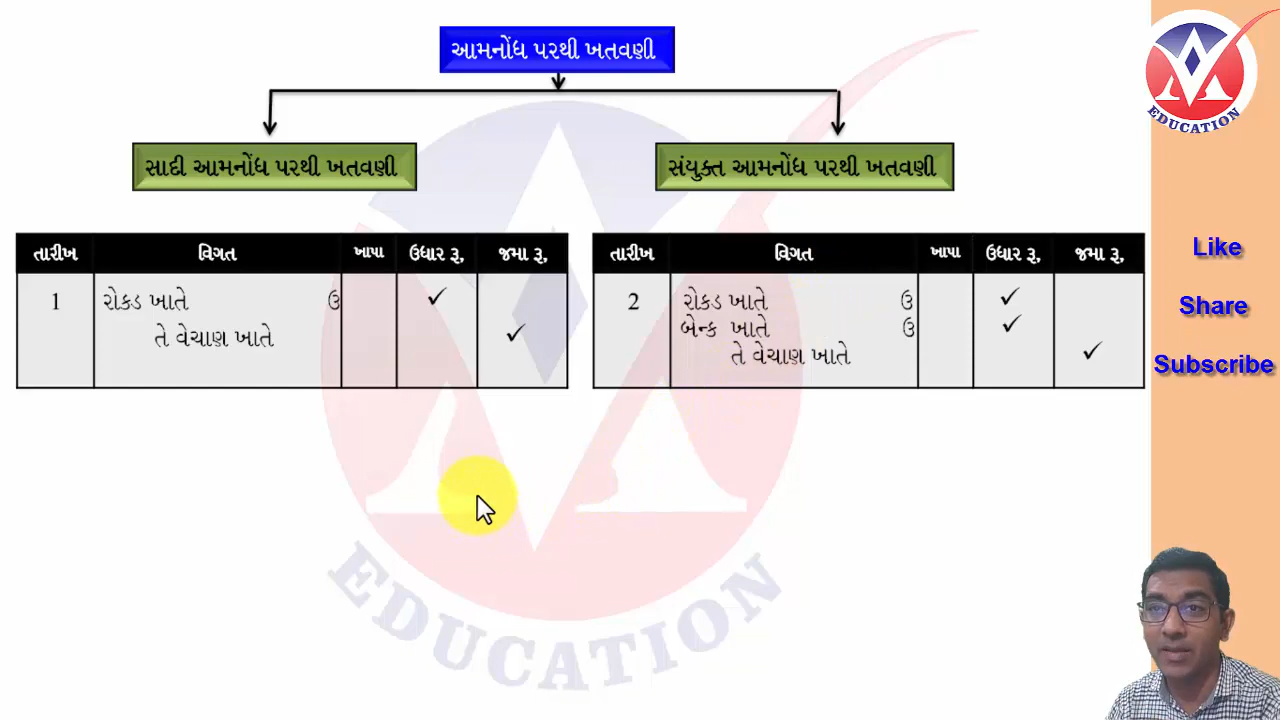 આમનોંધ પરથી ખતવણી
સાદી આમનોંધ પરથી ખતવણી
સંયુક્ત આમનોંધ પરથી ખતવણી
તારીખ વિગત ખાપા ઉધાર રૂ, જમા રૂ,
1 રોકડ ખાતે ઉ ✓
તે વેચાણ ખાતે ✓
તારીખ વિગત ખાપા ઉધાર રૂ, જમા રૂ,
2 રોકડ ખાતે ઉ ✓
બેન્ક ખાતે ઉ ✓
તે વેચાણ ખાતે ✓
EDUCATION
EDUCATION
Like
Share
Subscribe